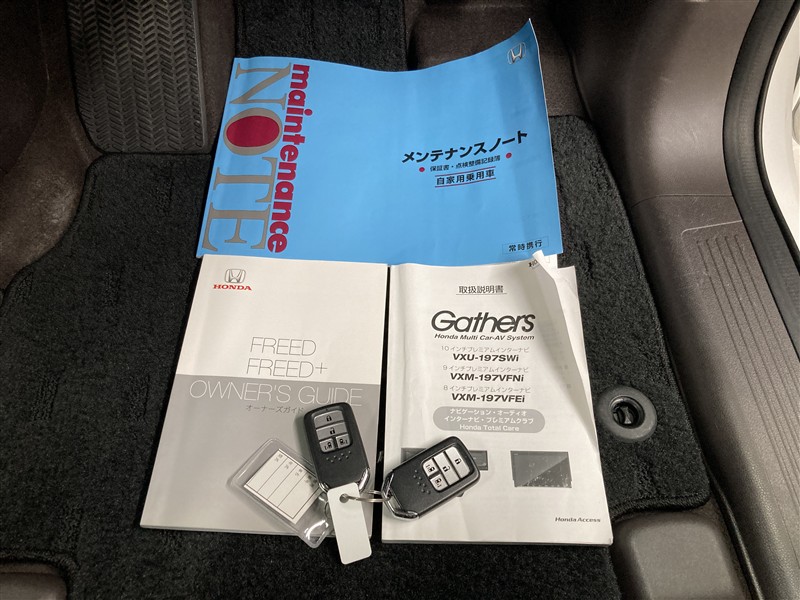 maintenance
NOTE
メンテナンスノート
保証書・点検整備記録簿
自家用乗用車
常時携行
HONDA
FREED
FREED+
OWNER'S GUIDE
オーナーズガイド
取扱説明書
Gathers
Honda Multi Car-AV System
10インチプレミアムインターナビ
VXU-197SWi
9インチプレミアムインターナビ
VXM-197VFNi
8インチプレミアムインターナビ
VXM-197VFEi
ナビゲーション・オーディオ
インターナビ・プレミアムクラブ
Honda Total Care
Honda Access